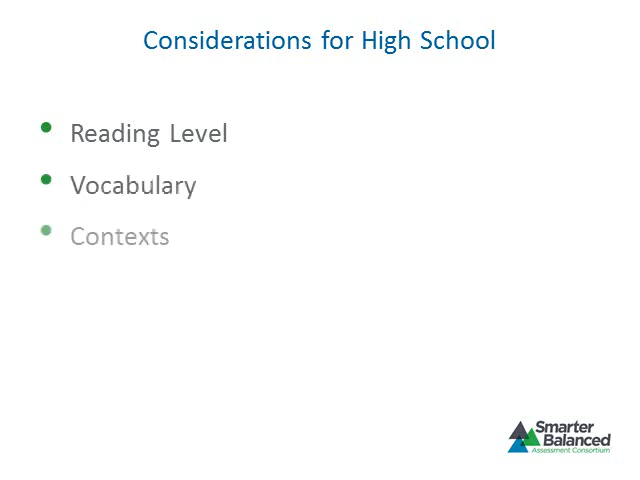 Considerations for High School
• Reading Level
• Vocabulary
• Contexts
Smarter
Balanced
Assessment Consortium